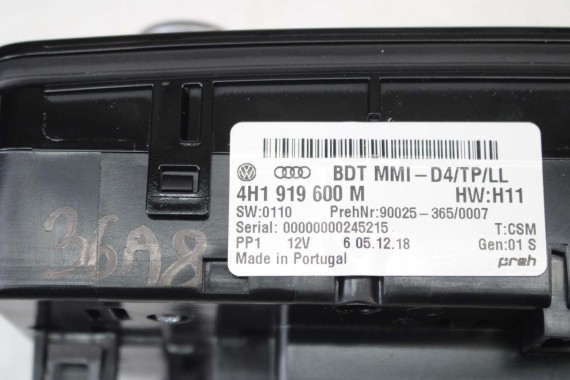 BDT MMI-D4/TP/LL
4H1 919 600 M HW:H11
SW:0110 PrehNr:90025-365/0007
Serial: 00000000245215 T:CSM
PP1 12V 6 05.12.18 Gen:01 S
Made in Portugal preh
36A8